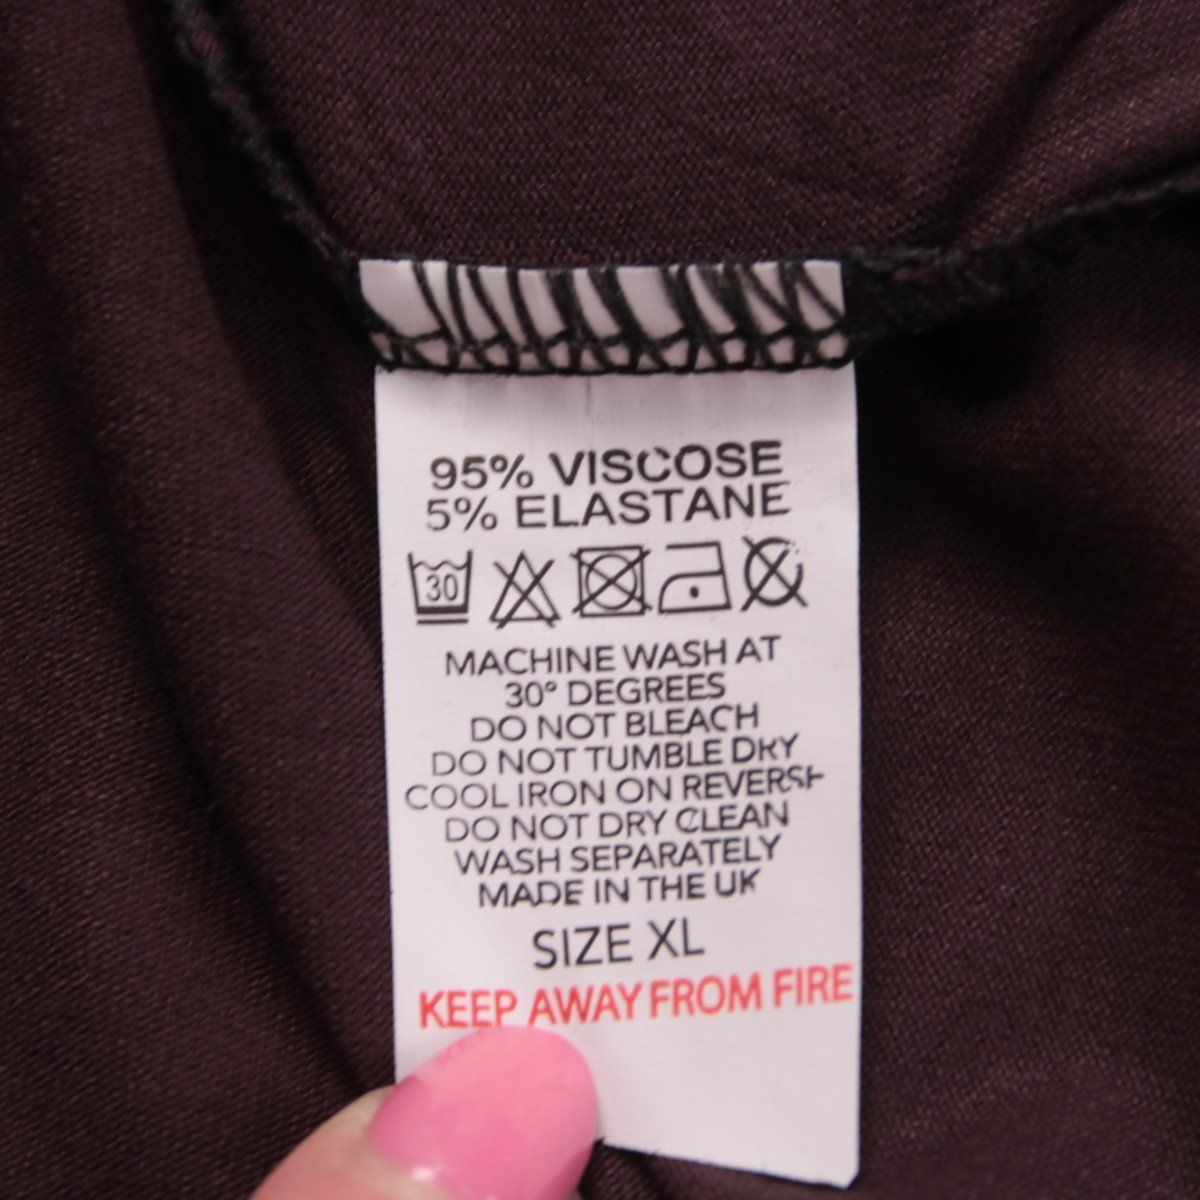 95% VISCOSE
5% ELASTANE
30
MACHINE WASH AT
30° DEGREES
DO NOT BLEACH
DO NOT TUMBLE DRY
COOL IRON ON REVERSE
DO NOT DRY CLEAN
WASH SEPARATELY
MADE IN THE UK
SIZE XL
KEEP AWAY FROM FIRE